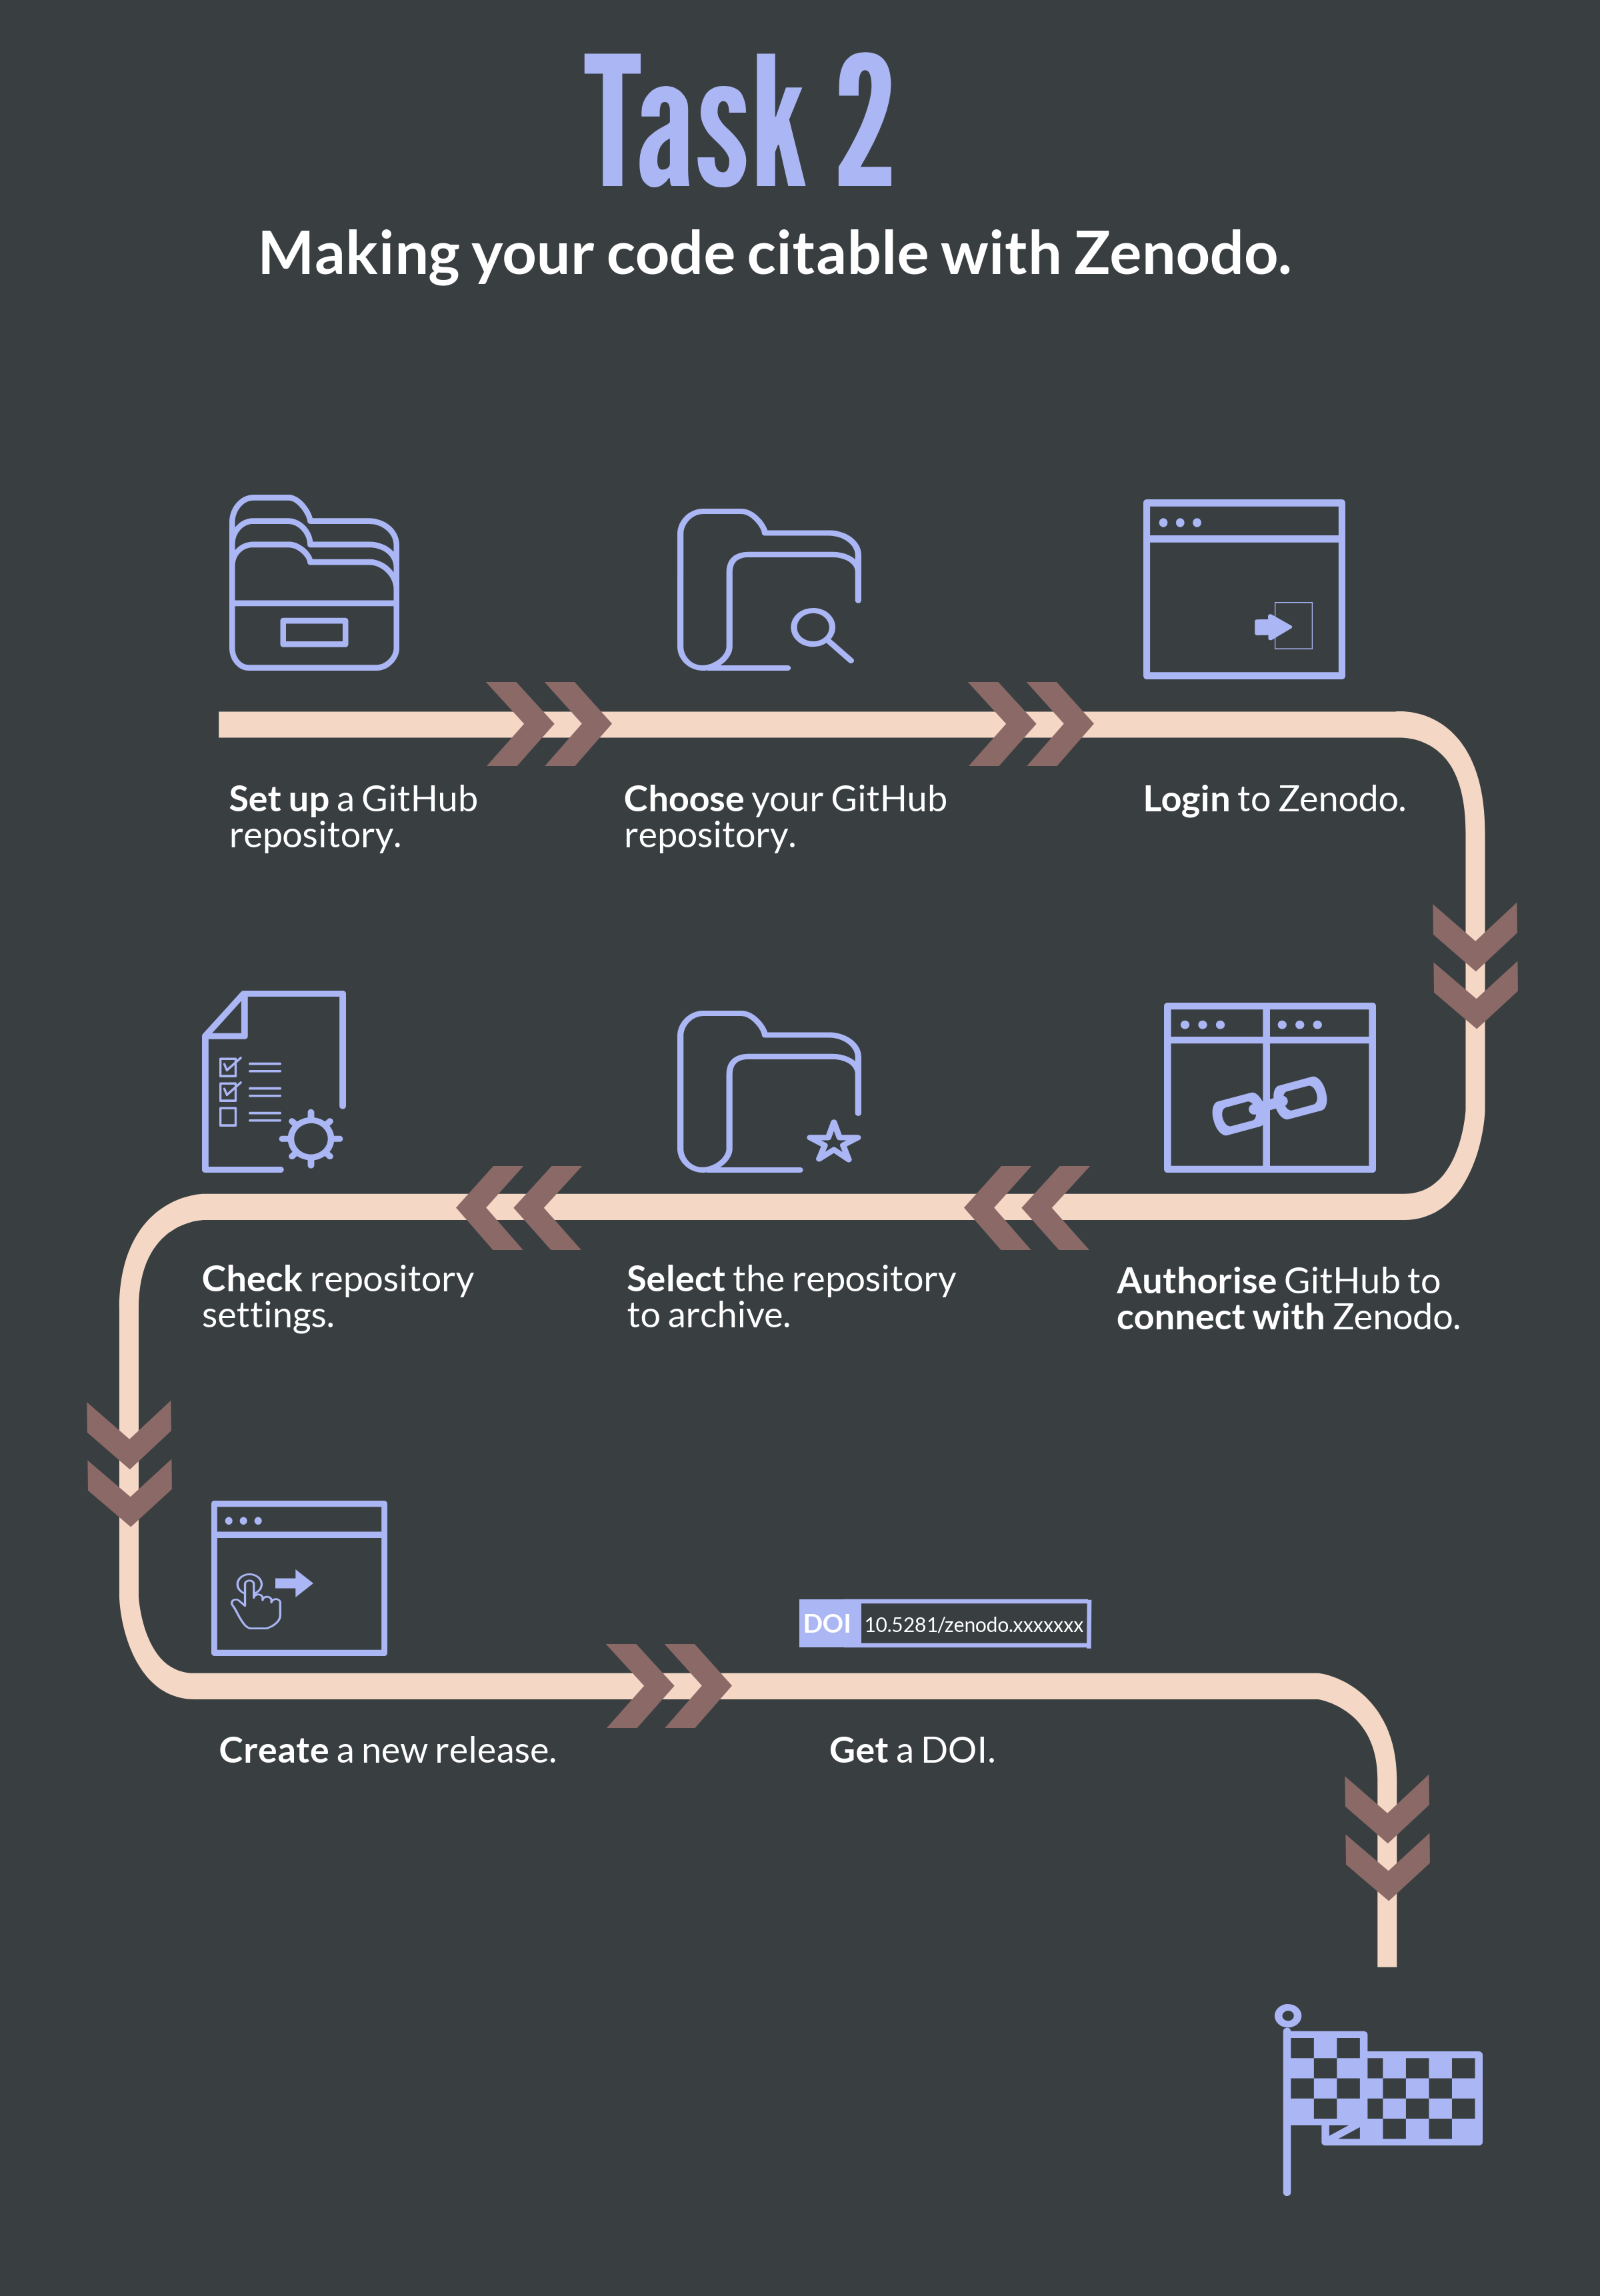 Task 2
Making your code citable with Zenodo.
Set up a GitHub
repository.
Choose your GitHub
repository.
Login to Zenodo.
Authorise GitHub to
connect with Zenodo.
Select the repository
to archive.
Check repository
settings.
Create a new release.
DOI 10.5281/zenodo.xxxxxxx
Get a DOI.